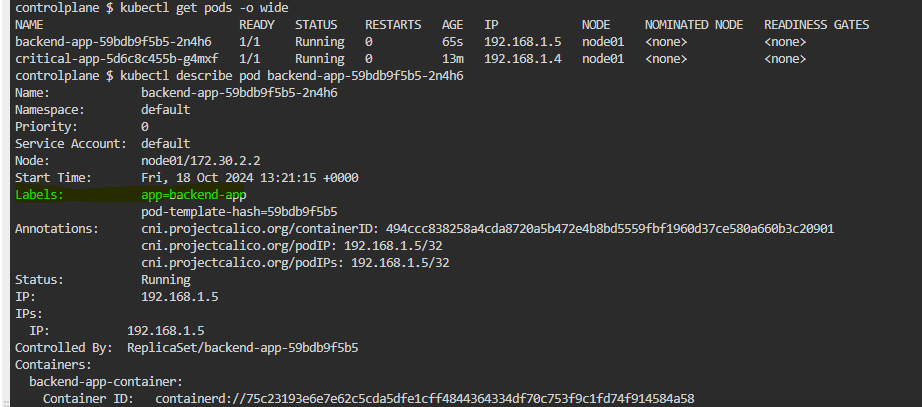 controlplane $ kubectl get pods -o wide
NAME READY STATUS RESTARTS AGE IP NODE NOMINATED NODE READINESS GATES
backend-app-59bdb9f5b5-2n4h6 1/1 Running 0 65s 192.168.1.5 node01 <none> <none>
critical-app-5d6c8c455b-g4mxf 1/1 Running 0 13m 192.168.1.4 node01 <none> <none>
controlplane $ kubectl describe pod backend-app-59bdb9f5b5-2n4h6
Name: backend-app-59bdb9f5b5-2n4h6
Namespace: default
Priority: 0
Service Account: default
Node: node01/172.30.2.2
Start Time: Fri, 18 Oct 2024 13:21:15 +0000
Labels: app=backend-app
pod-template-hash=59bdb9f5b5
Annotations: cni.projectcalico.org/containerID: 494ccc838258a4cda8720a5b472e4b8bd5559fbf1960d37ce580a660b3c20901
cni.projectcalico.org/podIP: 192.168.1.5/32
cni.projectcalico.org/podIPs: 192.168.1.5/32
Status: Running
IP: 192.168.1.5
IPs:
IP: 192.168.1.5
Controlled By: ReplicaSet/backend-app-59bdb9f5b5
Containers:
backend-app-container:
Container ID: containerd://75c23193e6e7e62c5cda5dfe1cff4844364334df70c753f9c1fd74f914584a58